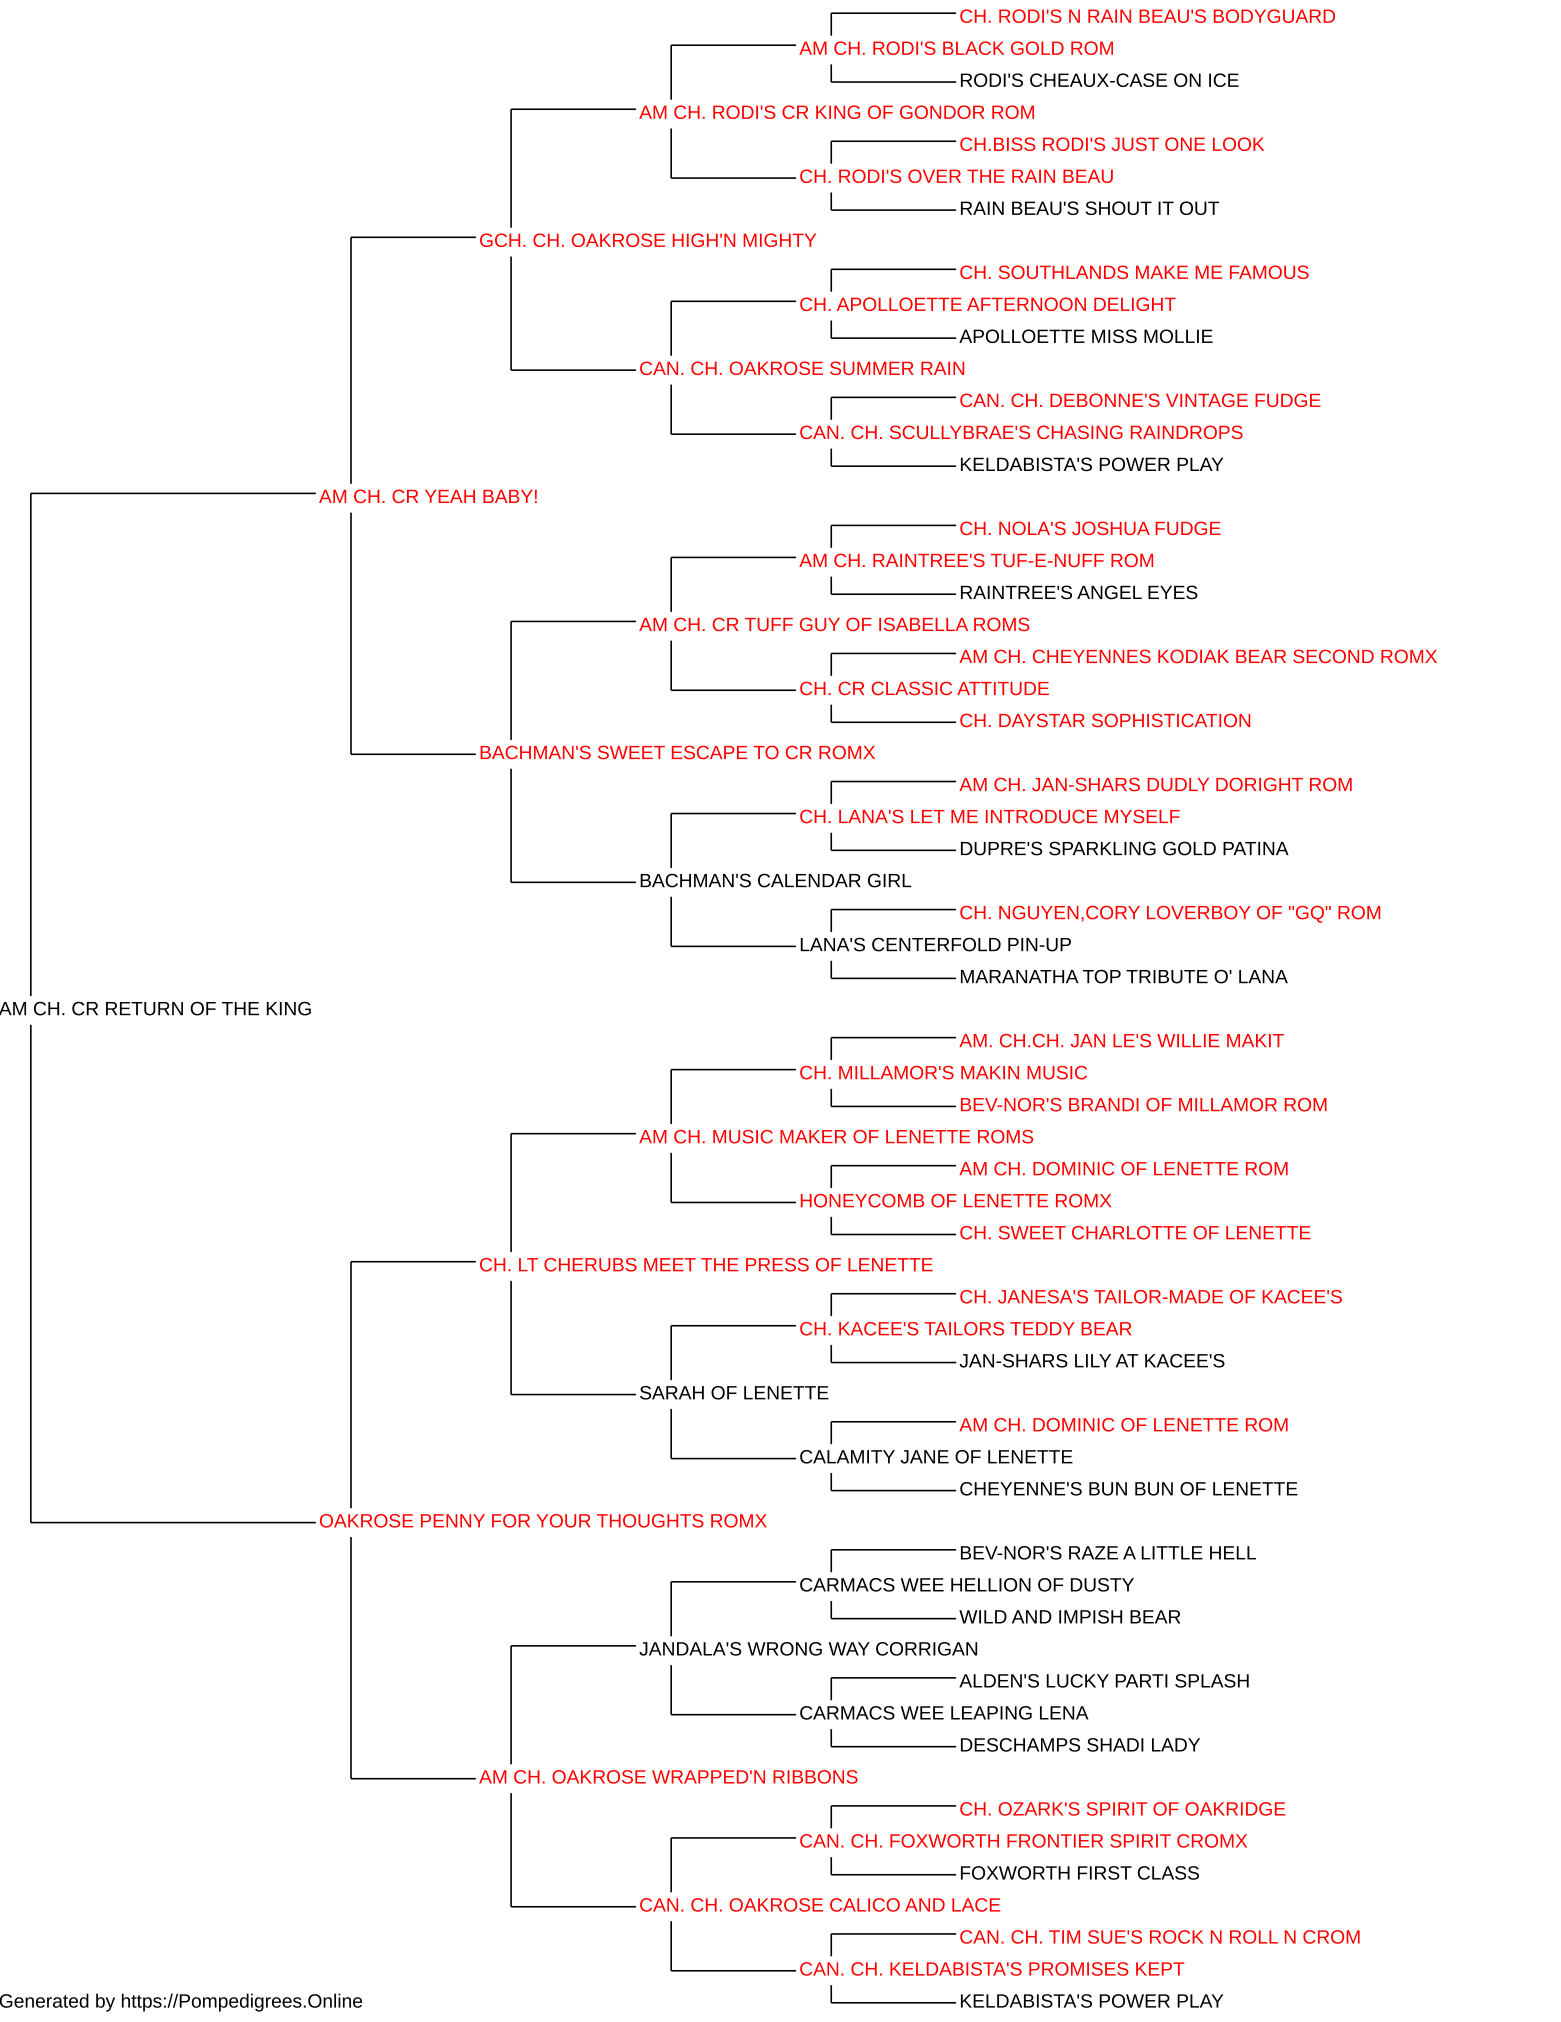 CH. RODI'S N RAIN BEAU'S BODYGUARD
AM CH. RODI'S BLACK GOLD ROM
RODI'S CHEAUX-CASE ON ICE
AM CH. RODI'S CR KING OF GONDOR ROM
CH.BISS RODI'S JUST ONE LOOK
CH. RODI'S OVER THE RAIN BEAU
RAIN BEAU'S SHOUT IT OUT
GCH. CH. OAKROSE HIGH'N MIGHTY
CH. SOUTHLANDS MAKE ME FAMOUS
CH. APOLLOETTE AFTERNOON DELIGHT
APOLLOETTE MISS MOLLIE
CAN. CH. OAKROSE SUMMER RAIN
CAN. CH. DEBONNE'S VINTAGE FUDGE
CAN. CH. SCULLYBRAE'S CHASING RAINDROPS
KELDABISTA'S POWER PLAY
AM CH. CR YEAH BABY!
CH. NOLA'S JOSHUA FUDGE
AM CH. RAINTREE'S TUF-E-NUFF ROM
RAINTREE'S ANGEL EYES
AM CH. CR TUFF GUY OF ISABELLA ROMS
AM CH. CHEYENNES KODIAK BEAR SECOND ROMX
CH. CR CLASSIC ATTITUDE
CH. DAYSTAR SOPHISTICATION
BACHMAN'S SWEET ESCAPE TO CR ROMX
AM CH. JAN-SHARS DUDLY DORIGHT ROM
CH. LANA'S LET ME INTRODUCE MYSELF
DUPRE'S SPARKLING GOLD PATINA
BACHMAN'S CALENDAR GIRL
CH. NGUYEN,CORY LOVERBOY OF "GQ" ROM
LANA'S CENTERFOLD PIN-UP
MARANATHA TOP TRIBUTE O' LANA
AM CH. CR RETURN OF THE KING
AM. CH.CH. JAN LE'S WILLIE MAKIT
CH. MILLAMOR'S MAKIN MUSIC
BEV-NOR'S BRANDI OF MILLAMOR ROM
AM CH. MUSIC MAKER OF LENETTE ROMS
AM CH. DOMINIC OF LENETTE ROM
HONEYCOMB OF LENETTE ROMX
CH. SWEET CHARLOTTE OF LENETTE
CH. LT CHERUBS MEET THE PRESS OF LENETTE
CH. JANESA'S TAILOR-MADE OF KACEE'S
CH. KACEE'S TAILORS TEDDY BEAR
JAN-SHARS LILY AT KACEE'S
SARAH OF LENETTE
AM CH. DOMINIC OF LENETTE ROM
CALAMITY JANE OF LENETTE
CHEYENNE'S BUN BUN OF LENETTE
OAKROSE PENNY FOR YOUR THOUGHTS ROMX
BEV-NOR'S RAZE A LITTLE HELL
CARMACS WEE HELLION OF DUSTY
WILD AND IMPISH BEAR
JANDALA'S WRONG WAY CORRIGAN
ALDEN'S LUCKY PARTI SPLASH
CARMACS WEE LEAPING LENA
DESCHAMPS SHADI LADY
AM CH. OAKROSE WRAPPED'N RIBBONS
CH. OZARK'S SPIRIT OF OAKRIDGE
CAN. CH. FOXWORTH FRONTIER SPIRIT CROMX
FOXWORTH FIRST CLASS
CAN. CH. OAKROSE CALICO AND LACE
CAN. CH. TIM SUE'S ROCK N ROLL N CROM
CAN. CH. KELDABISTA'S PROMISES KEPT
KELDABISTA'S POWER PLAY
Generated by https://Pompedigrees.Online